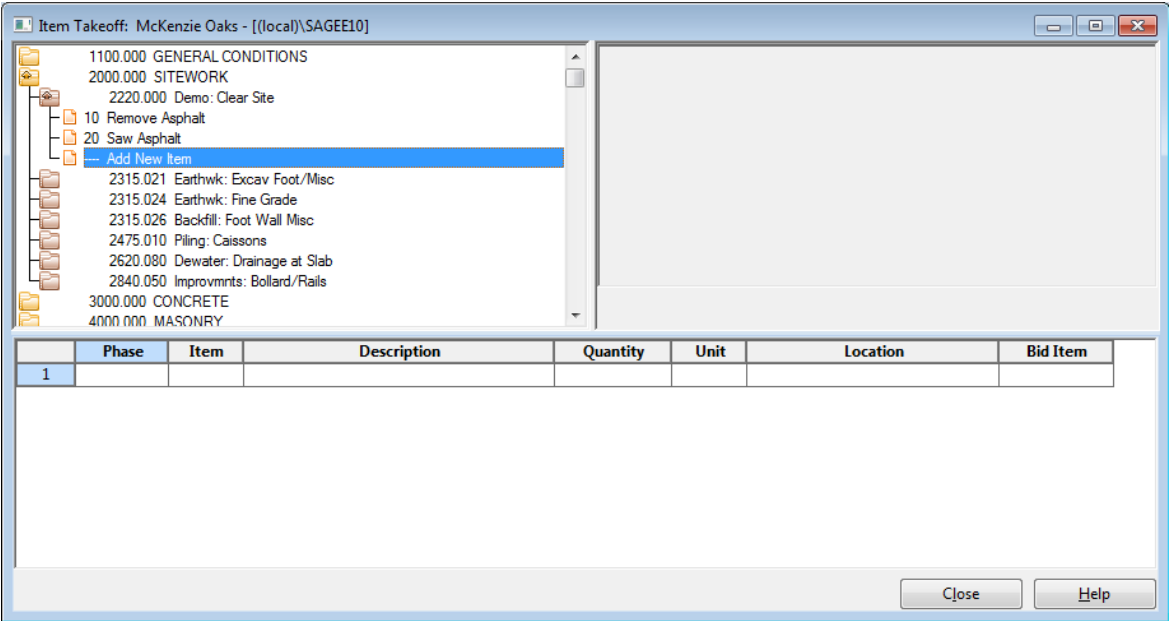 Item Takeoff: McKenzie Oaks - [(local)\SAGEE10]
1100.000 GENERAL CONDITIONS
2000.000 SITEWORK
2220.000 Demo: Clear Site
10 Remove Asphalt
20 Saw Asphalt
---- Add New Item
2315.021 Earthwk: Excav Foot/Misc
2315.024 Earthwk: Fine Grade
2315.026 Backfill: Foot Wall Misc
2475.010 Piling: Caissons
2620.080 Dewater: Drainage at Slab
2840.050 Improvmnts: Bollard/Rails
3000.000 CONCRETE
4000.000 MASONRY
Phase Item Description Quantity Unit Location Bid Item
1
Close Help